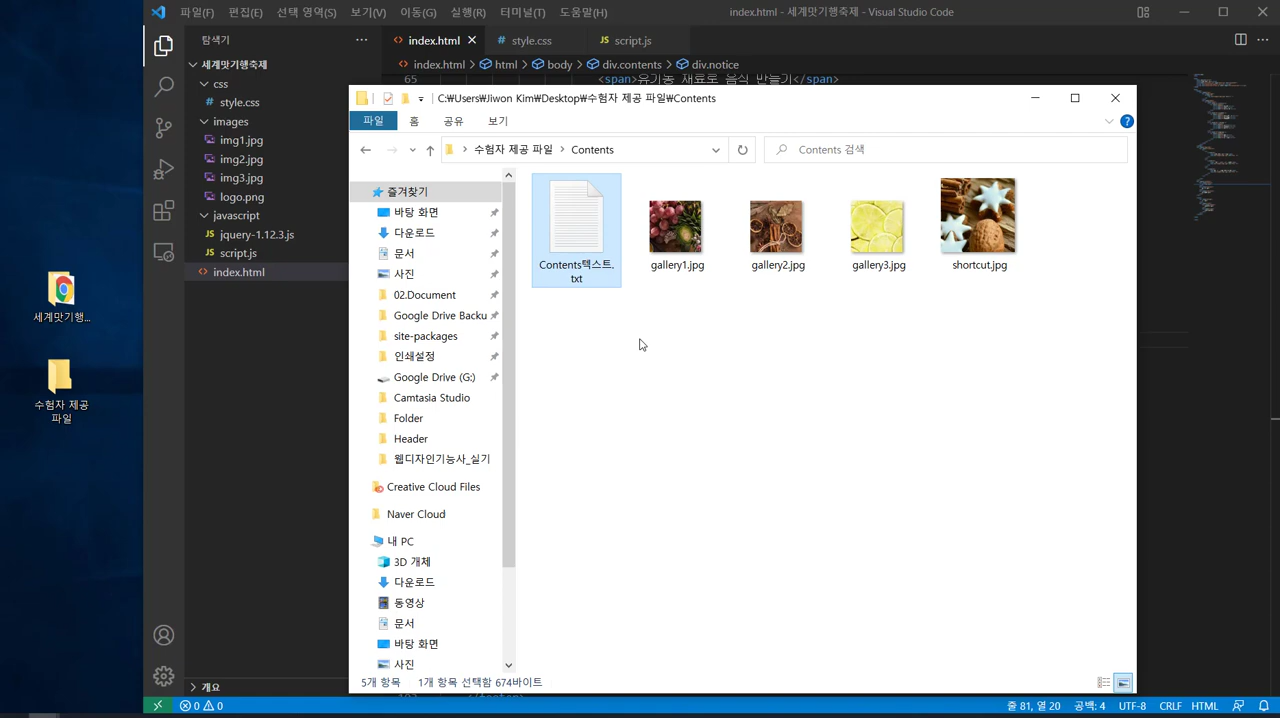 파일(F) 편집(E) 선택 영역(S) 보기(V) 이동(G) 실행(R) 터미널(T) 도움말(H) index.html - 세계맛기행축제 - Visual Studio Code
탐색기
index.html
style.css
script.js
index.html > html > body > div.contents > div.notice
65 <span>유기농 재료로 음식 만들기</span>
세계맛기행축제
css
style.css
images
img1.jpg
img2.jpg
img3.jpg
logo.png
javascript
jquery-1.12.3.js
script.js
index.html
개요
세계맛기행...
수험자 제공
파일
C:₩Users₩Jiwon Kim₩Desktop₩수험자 제공 파일₩Contents
파일 홈 공유 보기
수험자 제공 파일 > Contents
Contents 검색
즐겨찾기
바탕 화면
다운로드
문서
사진
02.Document
Google Drive Backu
site-packages
인쇄설정
Google Drive (G:)
Camtasia Studio
Folder
Header
웹디자인기능사_실기
Creative Cloud Files
Naver Cloud
내 PC
3D 개체
다운로드
동영상
문서
바탕 화면
사진
Contents텍스트.
txt
gallery1.jpg
gallery2.jpg
gallery3.jpg
shortcut.jpg
5개 항목 1개 항목 선택함 674바이트
0 0 줄 81, 열 20 공백: 4 UTF-8 CRLF HTML